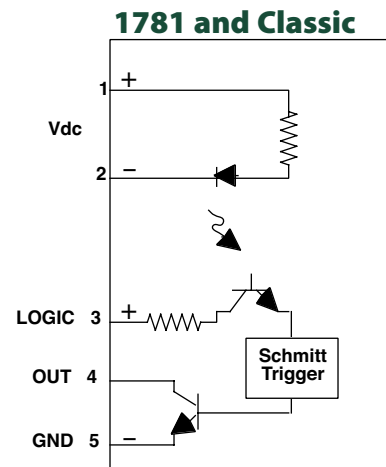 1781 and Classic
1 +
Vdc
2 −
LOGIC 3 +
Schmitt
Trigger
OUT 4
GND 5 −